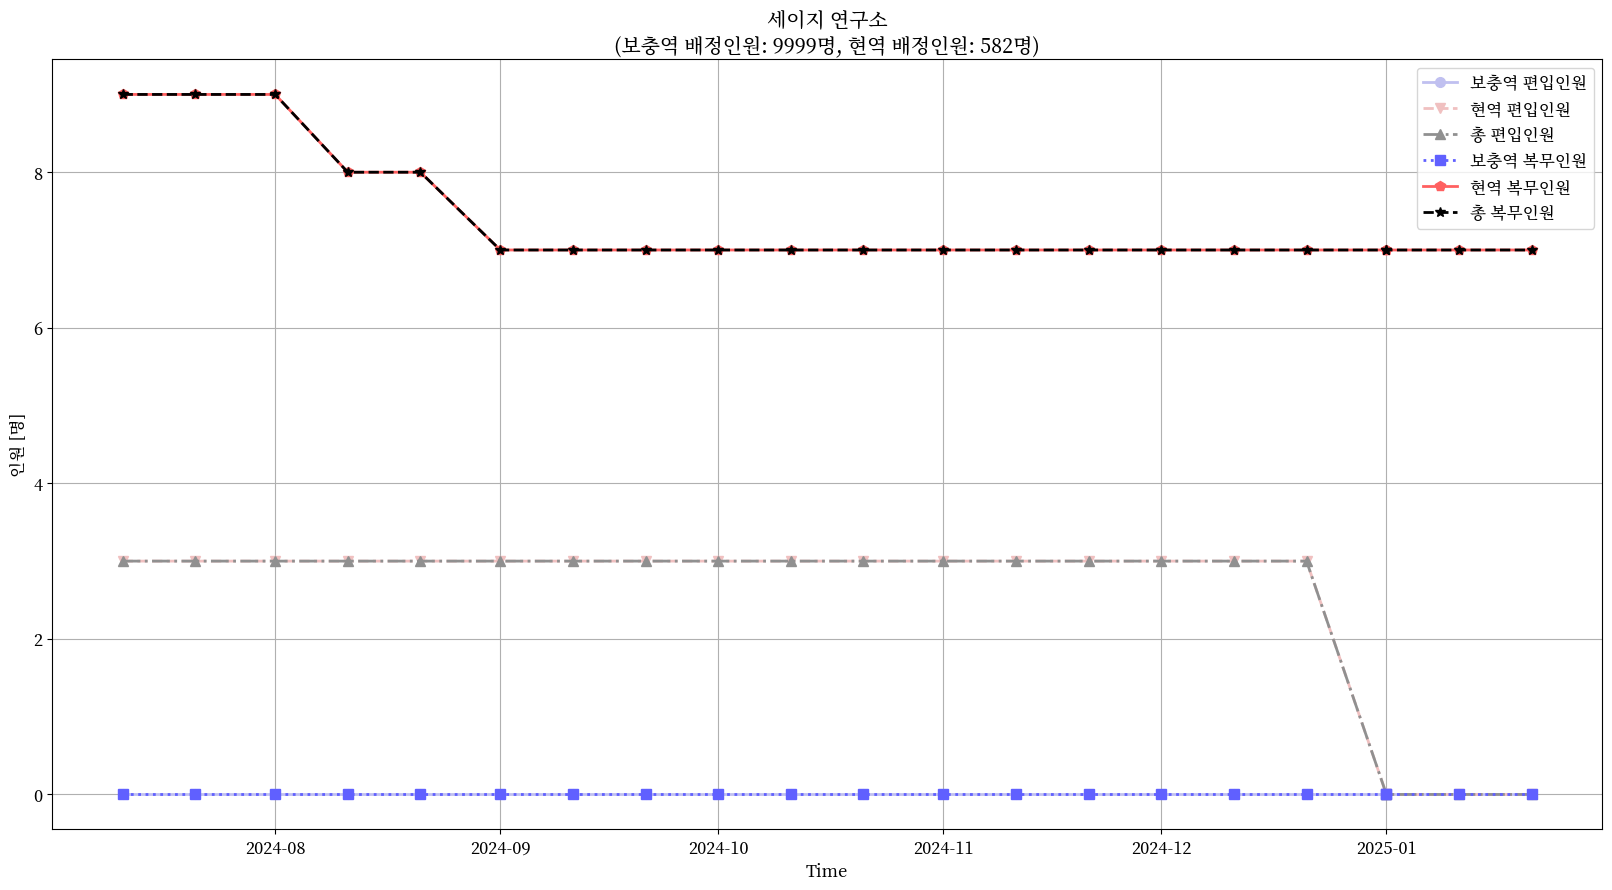 세이지 연구소
(보충역 배정인원: 9999명, 현역 배정인원: 582명)
보충역 편입인원
현역 편입인원
총 편입인원
보충역 복무인원
현역 복무인원
총 복무인원
인원 [명]
8
6
4
2
0
2024-08
2024-09
2024-10
2024-11
2024-12
2025-01
Time